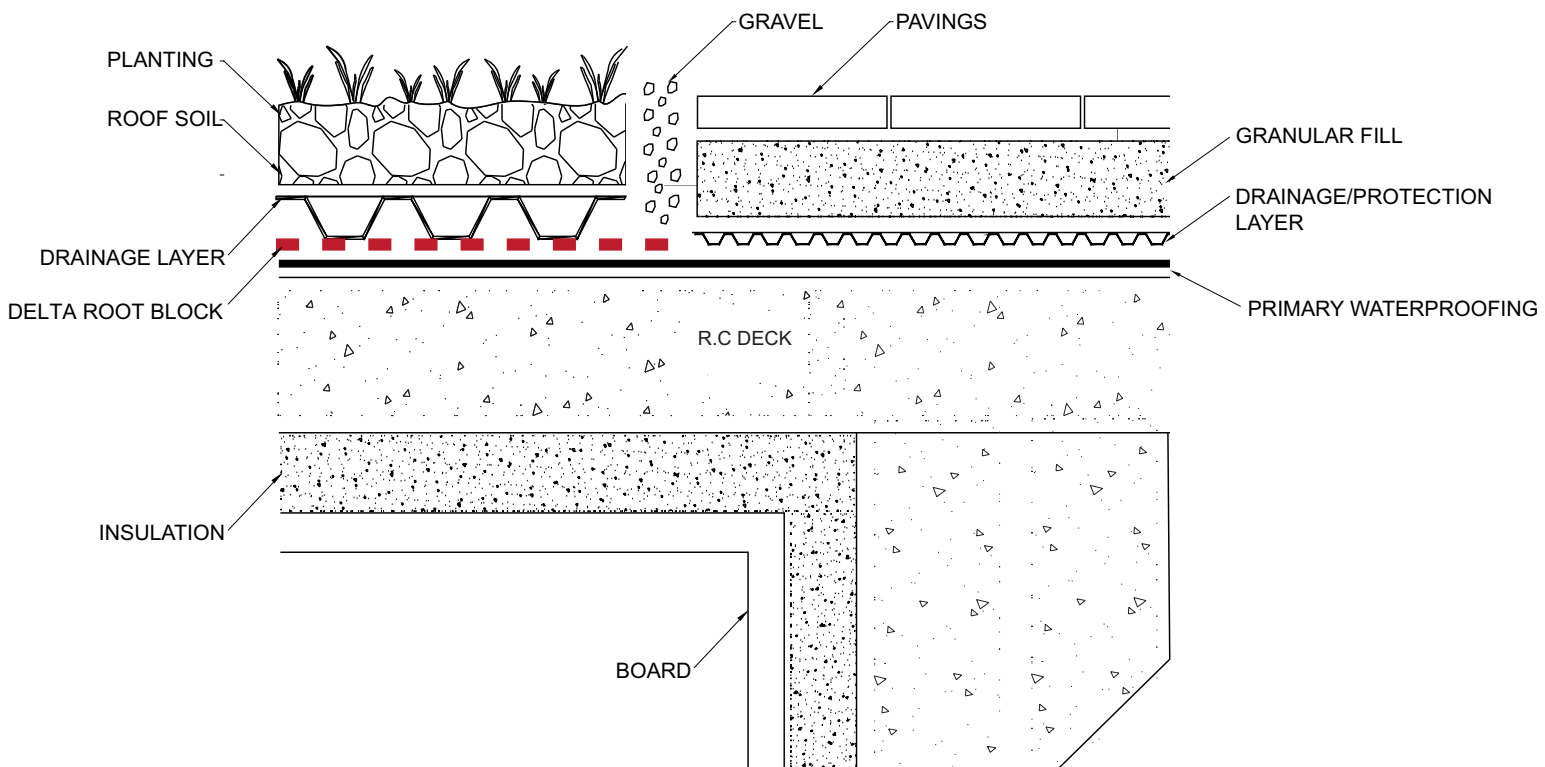 GRAVEL
PAVINGS
PLANTING
ROOF SOIL
GRANULAR FILL
DRAINAGE/PROTECTION
LAYER
DRAINAGE LAYER
DELTA ROOT BLOCK
PRIMARY WATERPROOFING
R.C DECK
INSULATION
BOARD